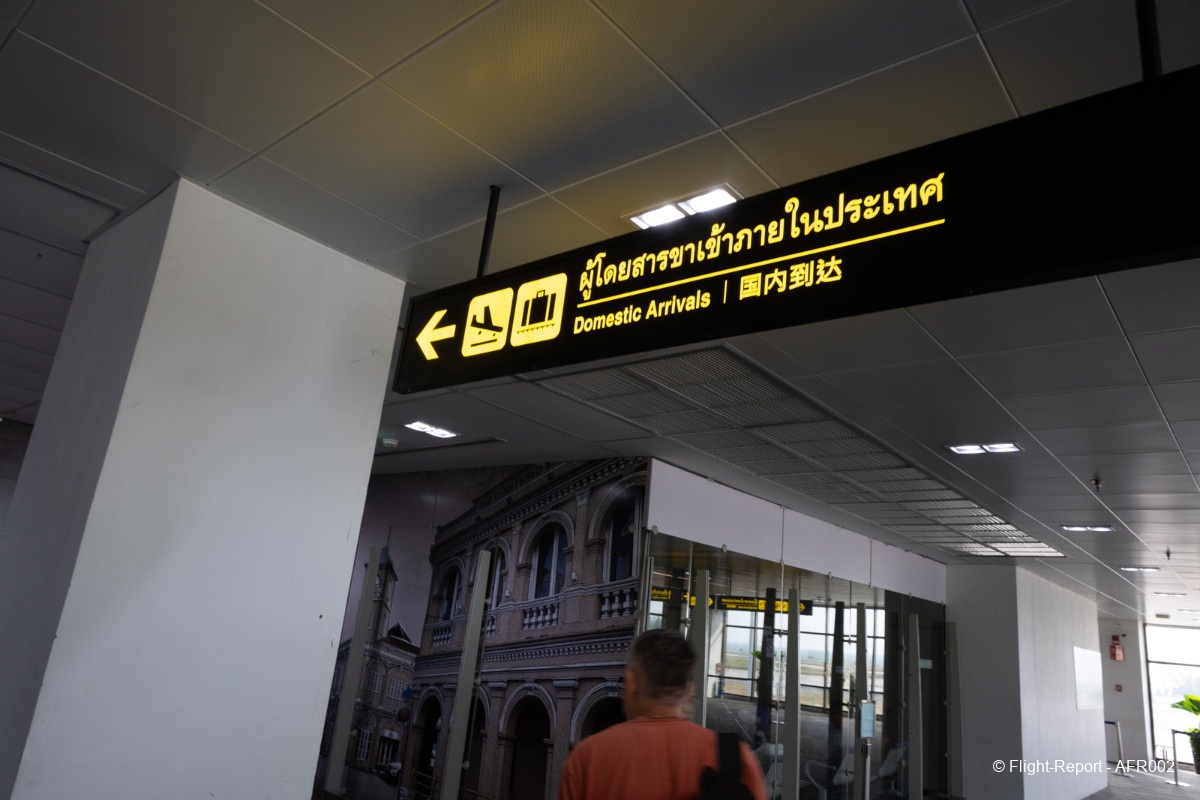 ผู้โดยสารขาเข้าภายในประเทศ
Domestic Arrivals | 国内到达
© Flight-Report - AFR002